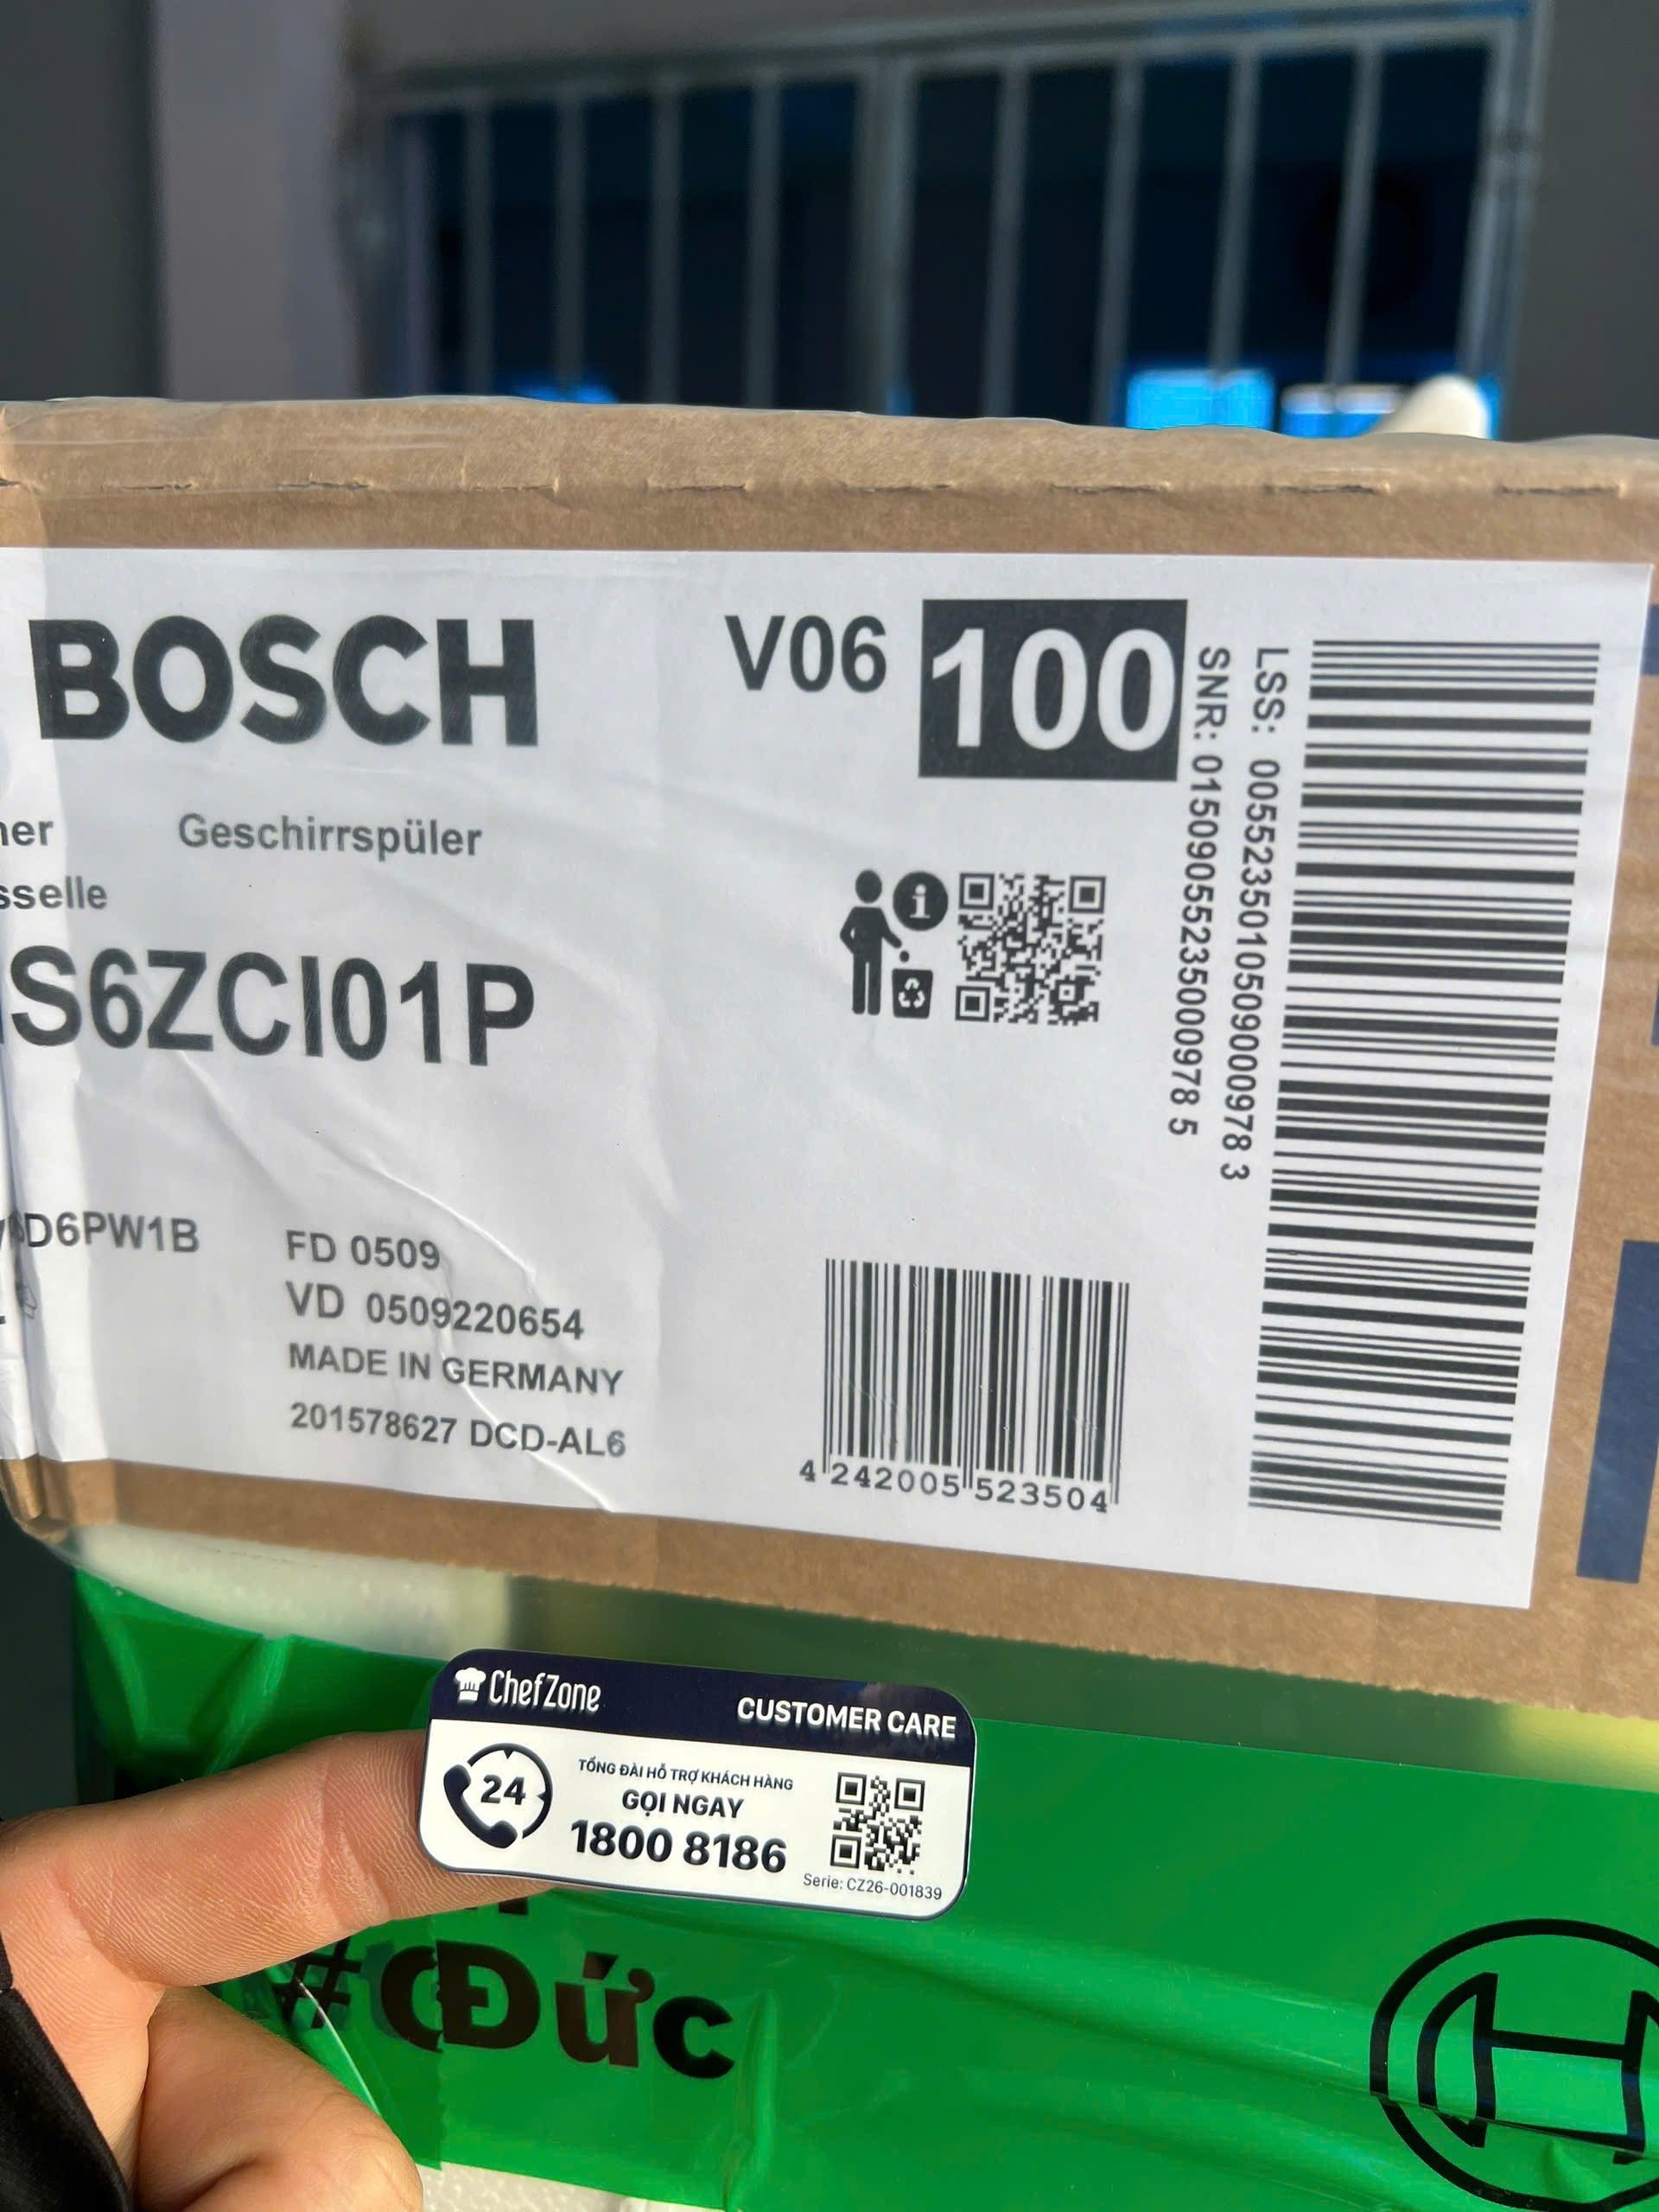 BOSCH
V06 100
SNR: 01509055235000978 5
LSS: 0055235010509000978 3
Geschirrspüler
sselle
S6ZCI01P
D6PW1B
FD 0509
VD 0509220654
MADE IN GERMANY
201578627 DCD-AL6
4 242005 523504
ChefZone
CUSTOMER CARE
24
TỔNG ĐÀI HỖ TRỢ KHÁCH HÀNG
GỌI NGAY
1800 8186
Serie: CZ26-001839
#Đức